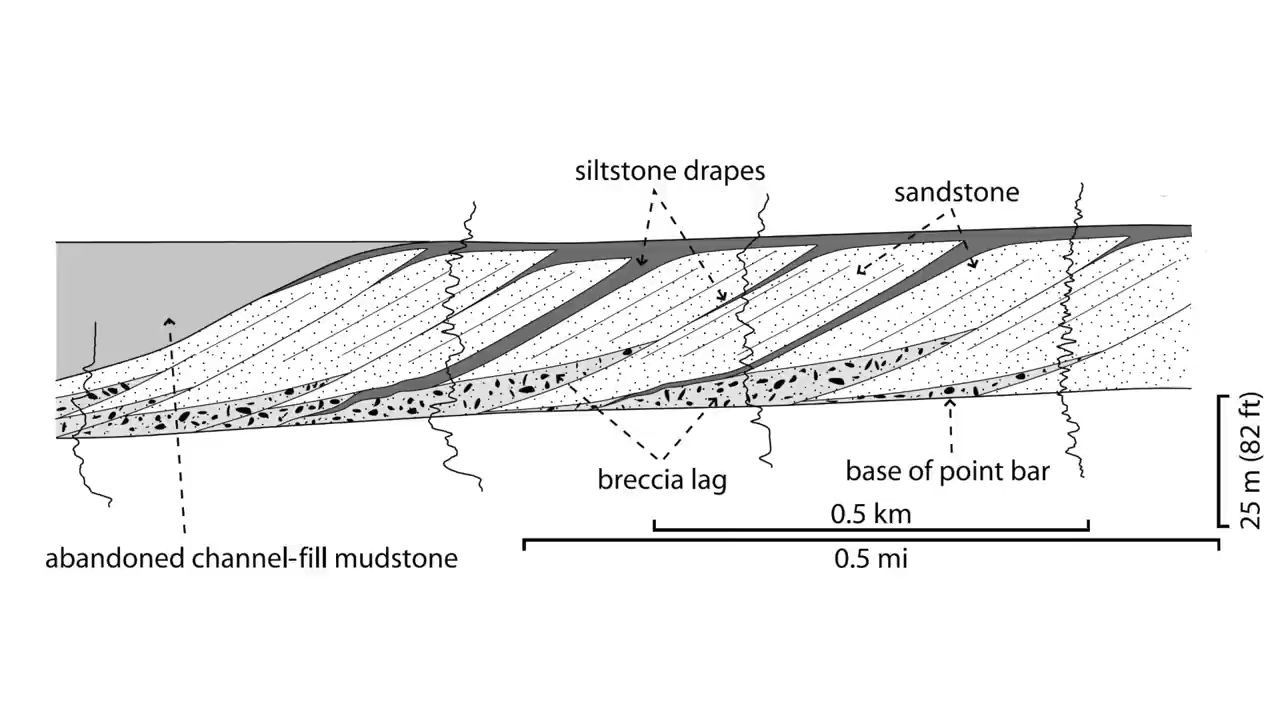 siltstone drapes
sandstone
breccia lag
base of point bar
25 m (82 ft)
0.5 km
0.5 mi
abandoned channel-fill mudstone